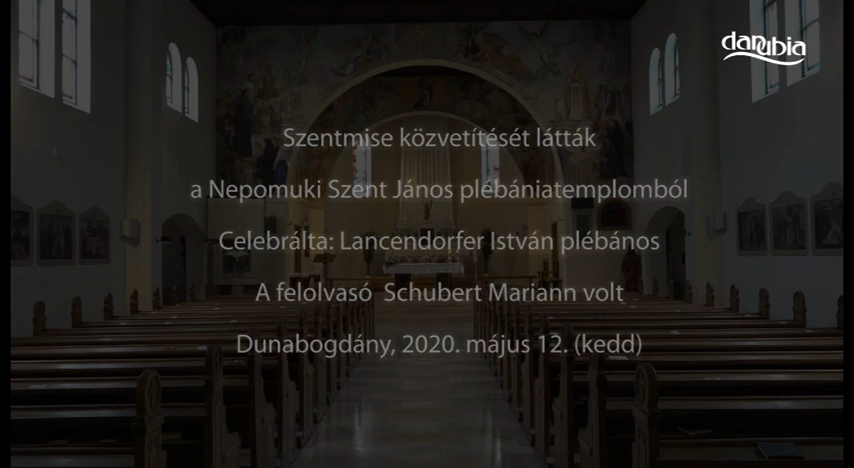 danubia
Szentmise közvetítését látták
a Nepomuki Szent János plébániatemplomból
Celebrálta: Lancendorfer István plébános
A felolvasó Schubert Mariann volt
Dunabogdány, 2020. május 12. (kedd)